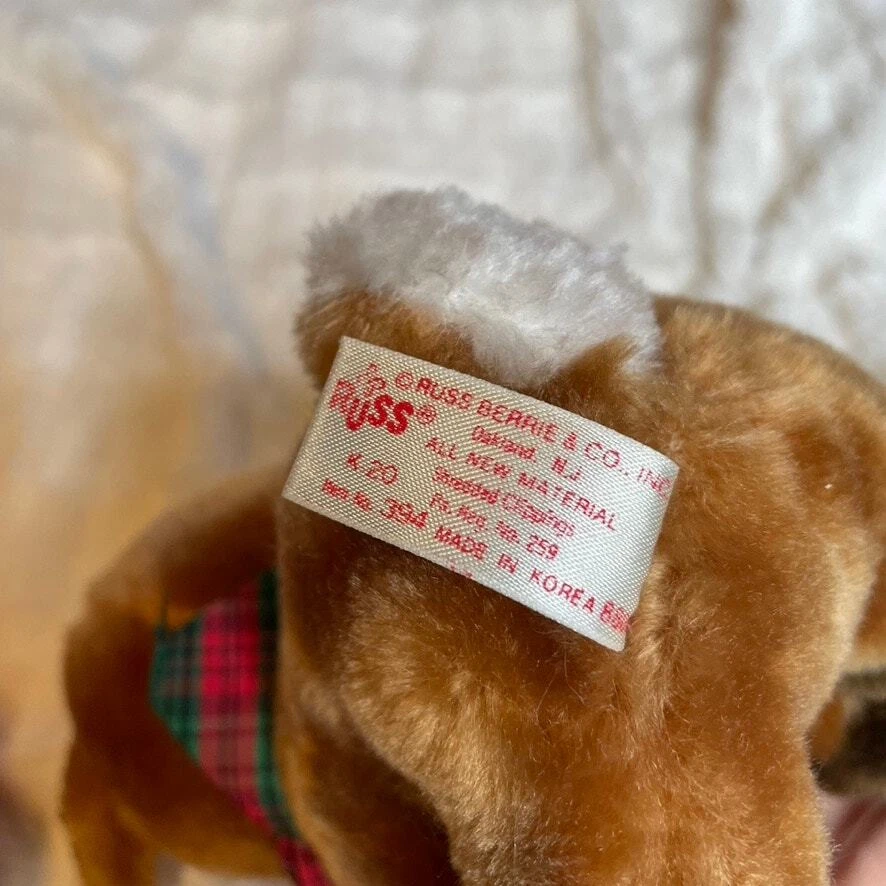 RUSS®
© RUSS BERRIE & CO., INC.
Oakland, N.J.
ALL NEW MATERIAL
K 20
Shredded Clippings
Item No. 394
Pa. Reg. No. 259
MADE IN KOREA